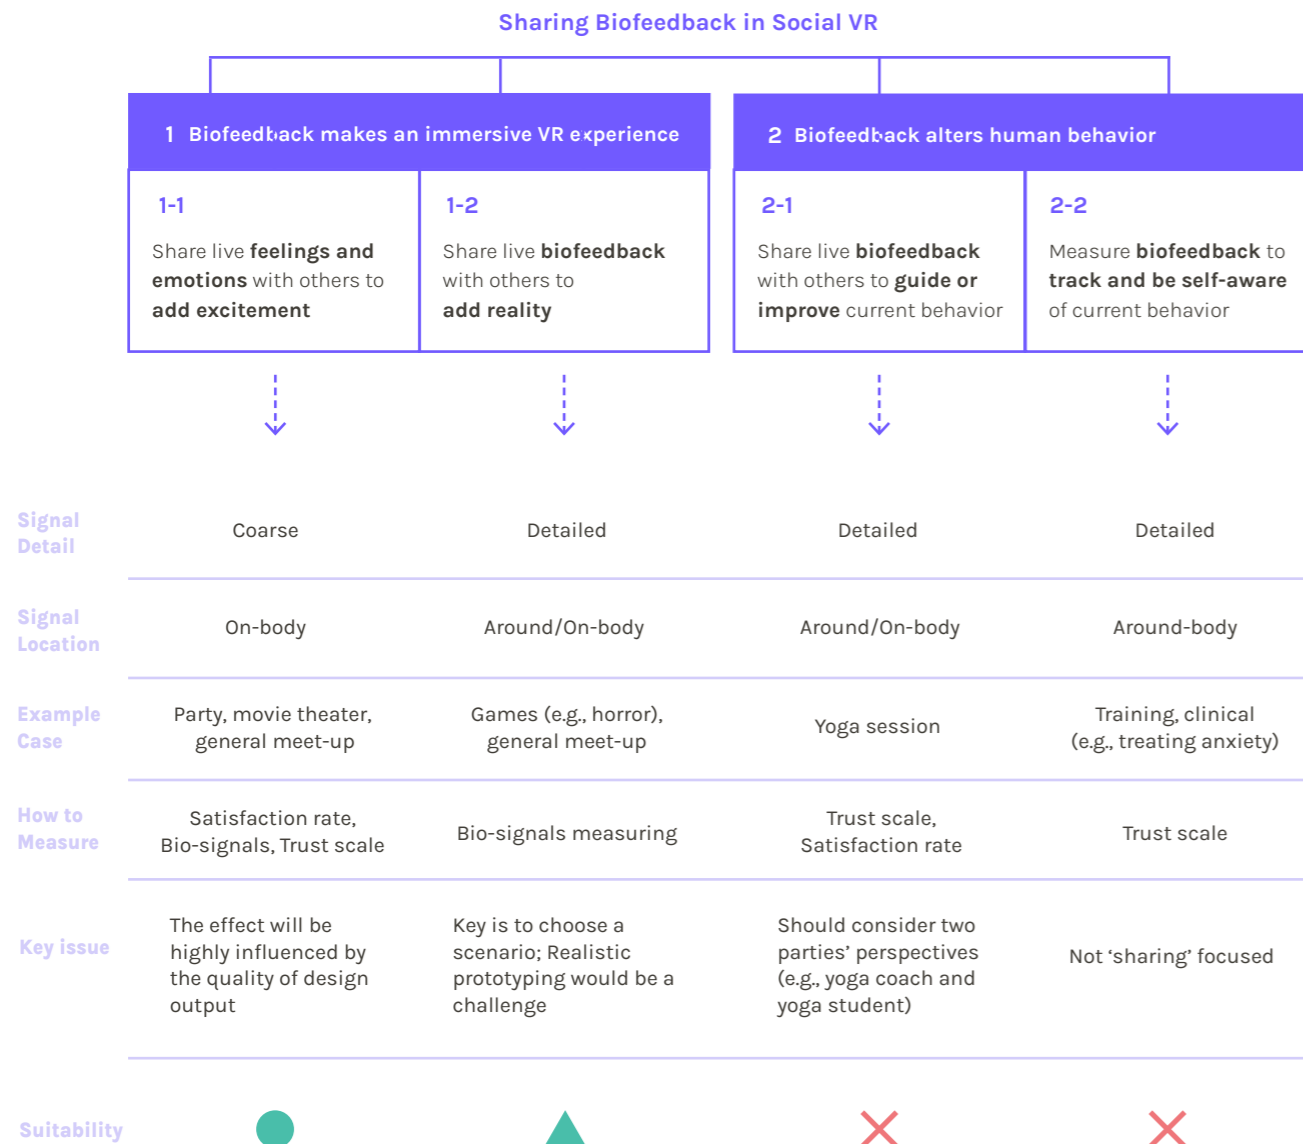 Sharing Biofeedback in Social VR
1 Biofeedback makes an immersive VR experience
2 Biofeedback alters human behavior
1-1
Share live feelings and
emotions with others to
add excitement
1-2
Share live biofeedback
with others to
add reality
2-1
Share live biofeedback
with others to guide or
improve current behavior
2-2
Measure biofeedback to
track and be self-aware
of current behavior
Signal
Detail
Coarse
Detailed
Detailed
Detailed
Signal
Location
On-body
Around/On-body
Around/On-body
Around-body
Example
Case
Party, movie theater,
general meet-up
Games (e.g., horror),
general meet-up
Yoga session
Training, clinical
(e.g., treating anxiety)
How to
Measure
Satisfaction rate,
Bio-signals, Trust scale
Bio-signals measuring
Trust scale,
Satisfaction rate
Trust scale
Key issue
The effect will be
highly influenced by
the quality of design
output
Key is to choose a
scenario; Realistic
prototyping would be a
challenge
Should consider two
parties’ perspectives
(e.g., yoga coach and
yoga student)
Not ‘sharing’ focused
Suitability